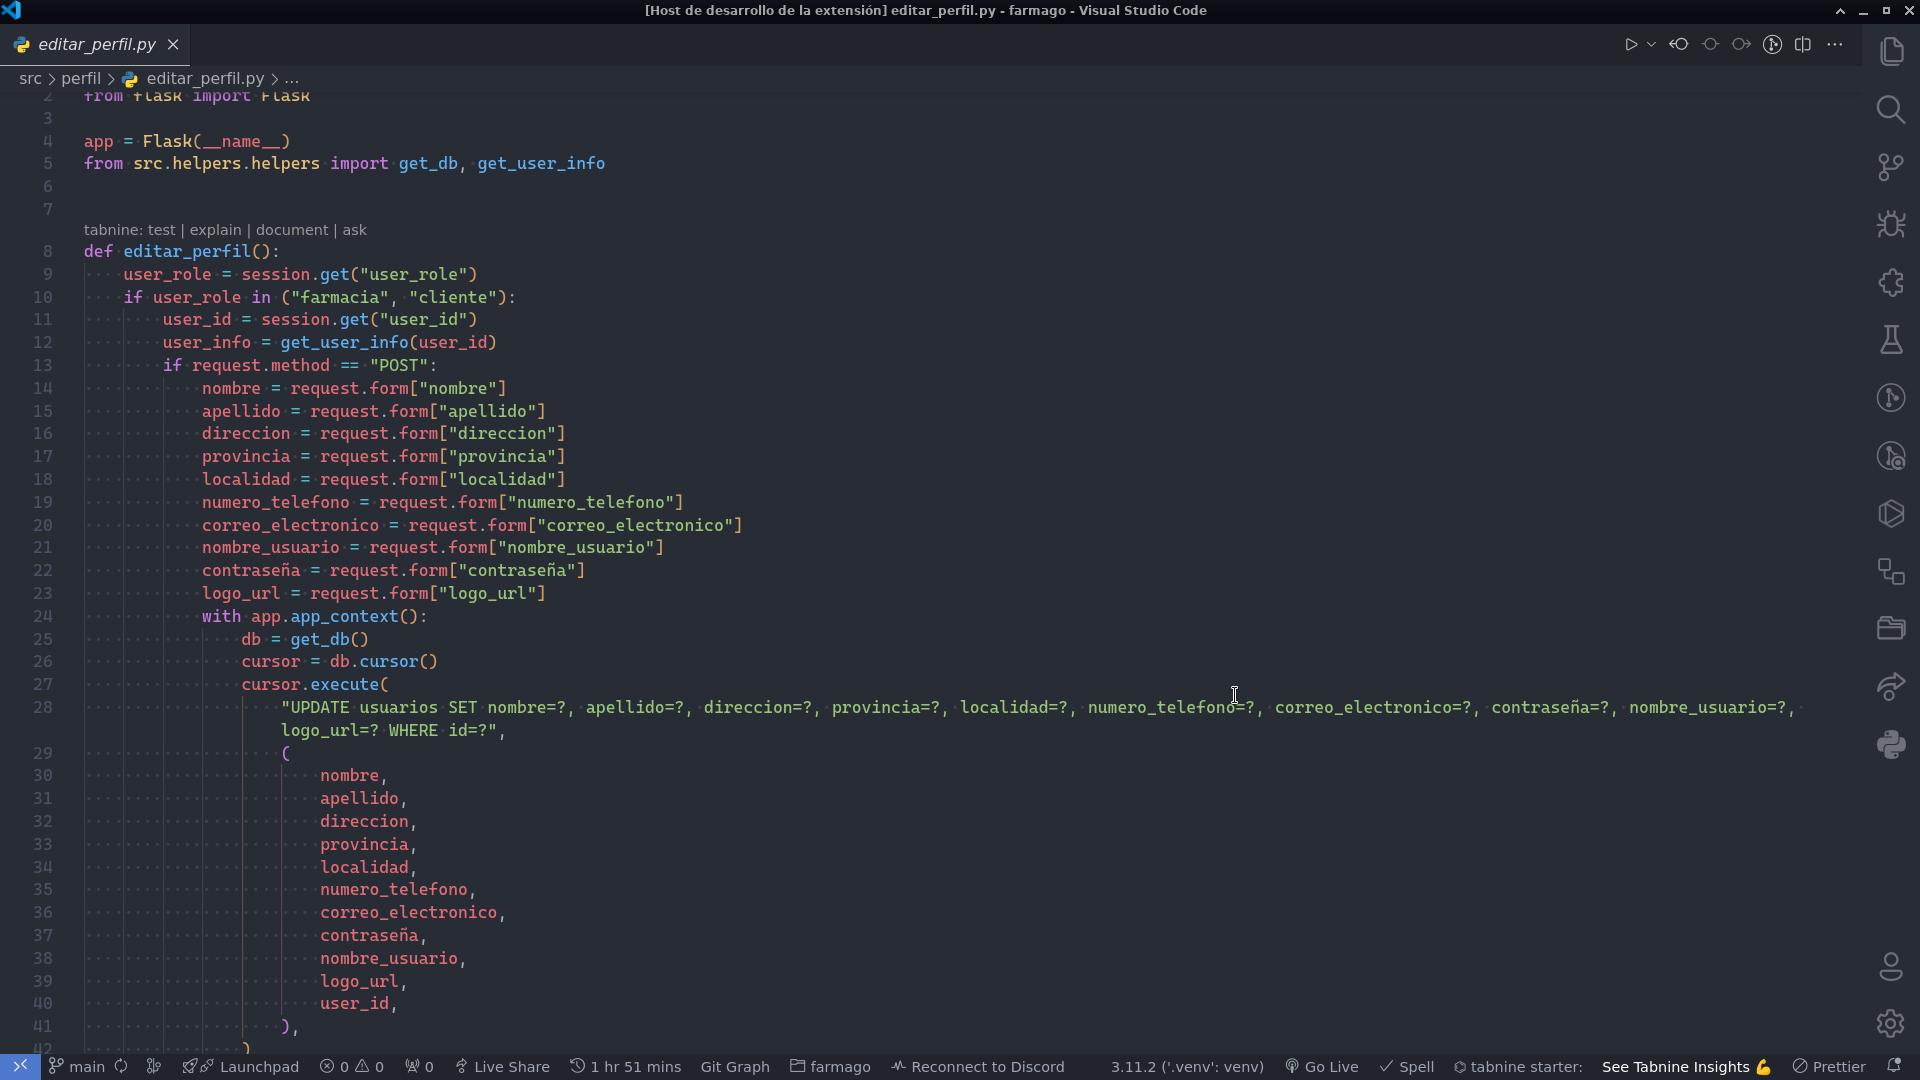 [Host de desarrollo de la extensión] editar_perfil.py - farmago - Visual Studio Code
editar_perfil.py
src > perfil > editar_perfil.py > ...
2 from flask import Flask
3
4 app = Flask(__name__)
5 from src.helpers.helpers import get_db, get_user_info
6
7
tabnine: test | explain | document | ask
8 def editar_perfil():
9 user_role = session.get("user_role")
10 if user_role in ("farmacia", "cliente"):
11 user_id = session.get("user_id")
12 user_info = get_user_info(user_id)
13 if request.method == "POST":
14 nombre = request.form["nombre"]
15 apellido = request.form["apellido"]
16 direccion = request.form["direccion"]
17 provincia = request.form["provincia"]
18 localidad = request.form["localidad"]
19 numero_telefono = request.form["numero_telefono"]
20 correo_electronico = request.form["correo_electronico"]
21 nombre_usuario = request.form["nombre_usuario"]
22 contraseña = request.form["contraseña"]
23 logo_url = request.form["logo_url"]
24 with app.app_context():
25 db = get_db()
26 cursor = db.cursor()
27 cursor.execute(
28 "UPDATE usuarios SET nombre=?, apellido=?, direccion=?, provincia=?, localidad=?, numero_telefono=?, correo_electronico=?, contraseña=?, nombre_usuario=?,
logo_url=? WHERE id=?",
29 (
30 nombre,
31 apellido,
32 direccion,
33 provincia,
34 localidad,
35 numero_telefono,
36 correo_electronico,
37 contraseña,
38 nombre_usuario,
39 logo_url,
40 user_id,
41 ),
42 )
main Launchpad 0 0 0 Live Share 1 hr 51 mins Git Graph farmago Reconnect to Discord 3.11.2 ('.venv': venv) Go Live Spell tabnine starter: See Tabnine Insights 💪 Prettier